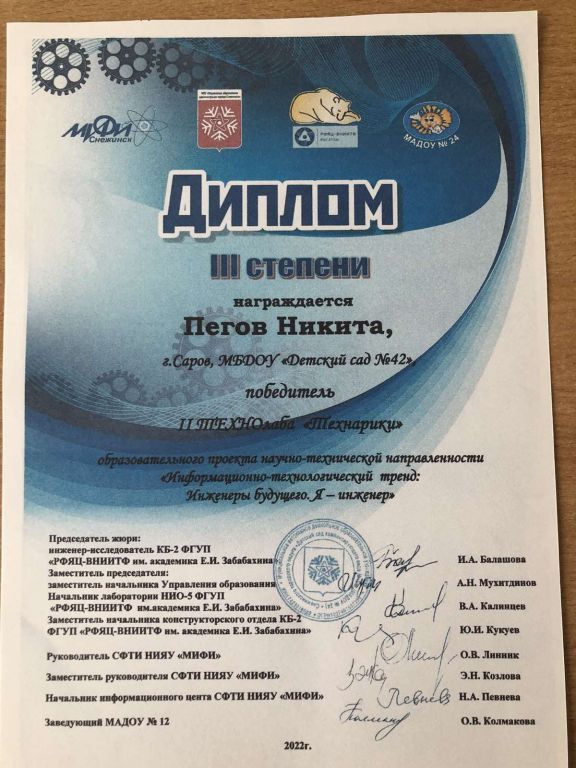 МИФИ
Снежинск
РФЯЦ-ВНИИТФ
РОСАТОМ
МАДОУ № 24
ДИПЛОМ
III степени
награждается
Пегов Никита,
г.Саров, МБДОУ «Детский сад №42»,
победитель
II ТЕХНОлаба «Технарики»
образовательного проекта научно-технической направленности
«Информационно-технологический тренд:
Инженеры будущего. Я – инженер»
Председатель жюри:
инженер-исследователь КБ-2 ФГУП
«РФЯЦ-ВНИИТФ им. академика Е.И. Забабахина» И.А. Балашова
Заместитель председателя:
заместитель начальника Управления образования А.Н. Мухитдинов
Начальник лаборатории НИО-5 ФГУП
«РФЯЦ-ВНИИТФ им.академика Е.И. Забабахина» В.А. Калинцев
Заместитель начальника конструкторского отдела КБ-2
ФГУП «РФЯЦ-ВНИИТФ им. академика Е.И. Забабахина» Ю.И. Кукуев
Руководитель СФТИ НИЯУ «МИФИ» О.В. Линник
Заместитель руководителя СФТИ НИЯУ «МИФИ» Э.Н. Козлова
Начальник информационного цента СФТИ НИЯУ «МИФИ» Н.А. Певнева
Заведующий МАДОУ № 12 О.В. Колмакова
2022г.